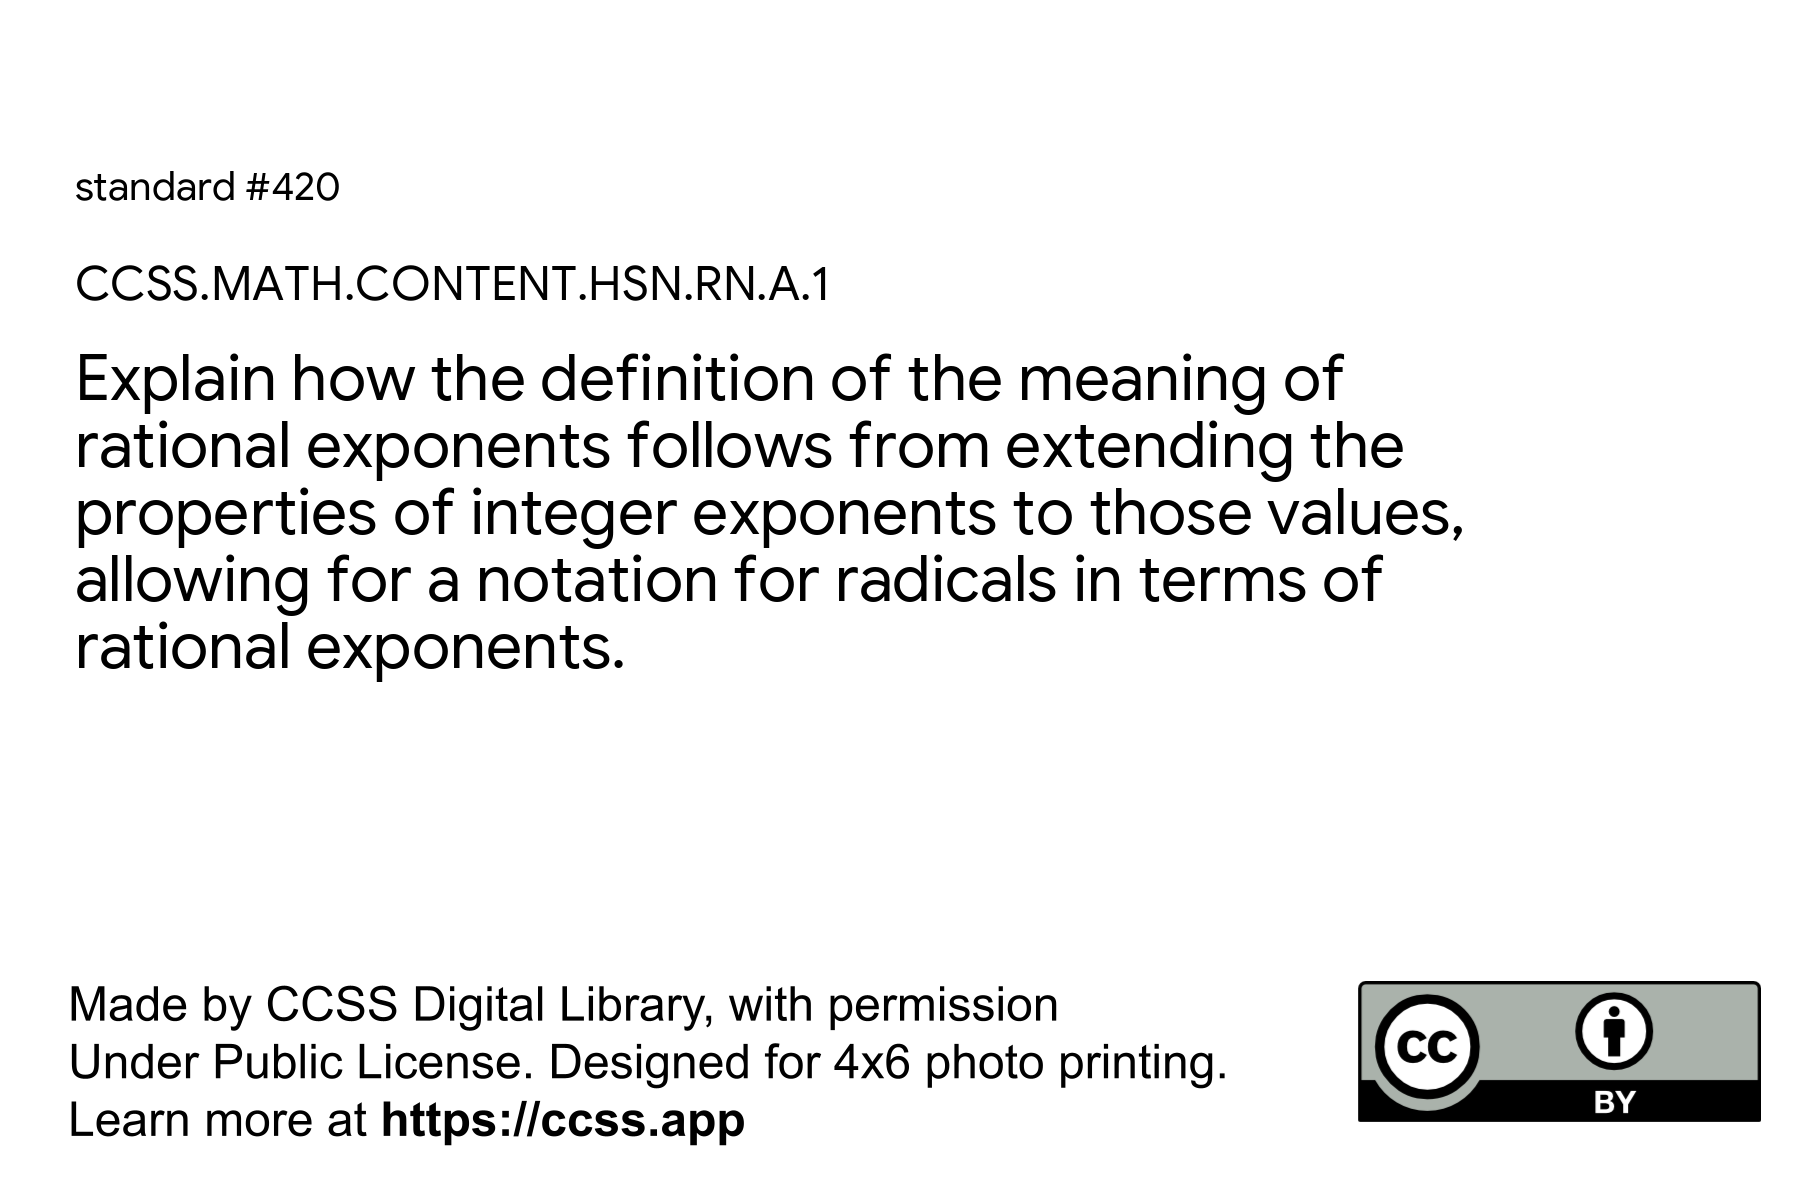 standard #420
CCSS.MATH.CONTENT.HSN.RN.A.1
Explain how the definition of the meaning of
rational exponents follows from extending the
properties of integer exponents to those values,
allowing for a notation for radicals in terms of
rational exponents.
Made by CCSS Digital Library, with permission
Under Public License. Designed for 4x6 photo printing.
Learn more at https://ccss.app
CC
BY